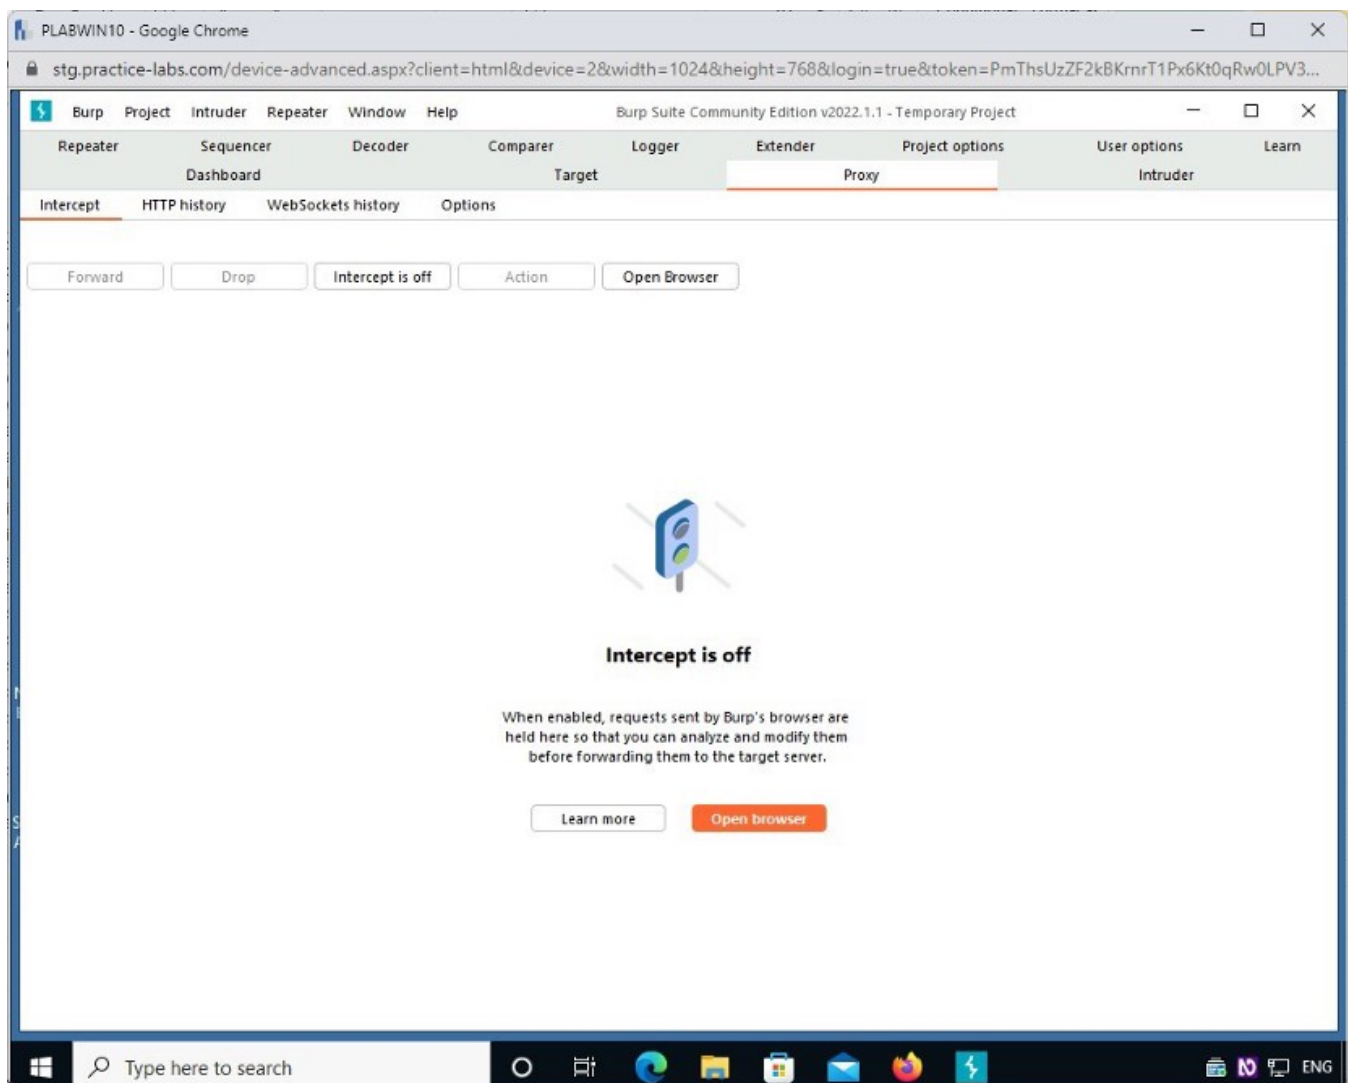 PLABWIN10 - Google Chrome
stg.practice-labs.com/device-advanced.aspx?client=html&device=2&width=1024&height=768&login=true&token=PmThsUzZF2kBKrnrT1Px6Kt0qRw0LPV3...
Burp Project Intruder Repeater Window Help Burp Suite Community Edition v2022.1.1 - Temporary Project
Repeater Sequencer Decoder Comparer Logger Extender Project options User options Learn
Dashboard Target Proxy Intruder
Intercept HTTP history WebSockets history Options
Forward Drop Intercept is off Action Open Browser
Intercept is off
When enabled, requests sent by Burp's browser are
held here so that you can analyze and modify them
before forwarding them to the target server.
Learn more Open browser
Type here to search ENG